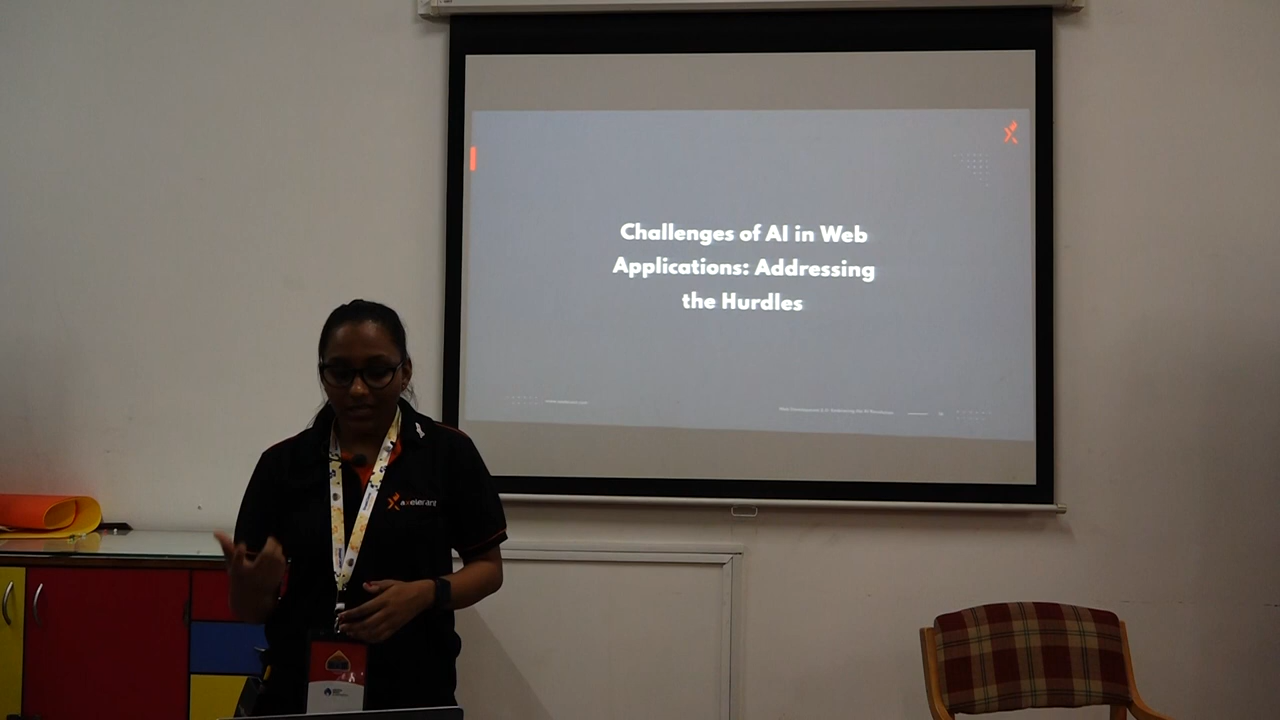 Challenges of AI in Web
Applications: Addressing
the Hurdles
axelerant